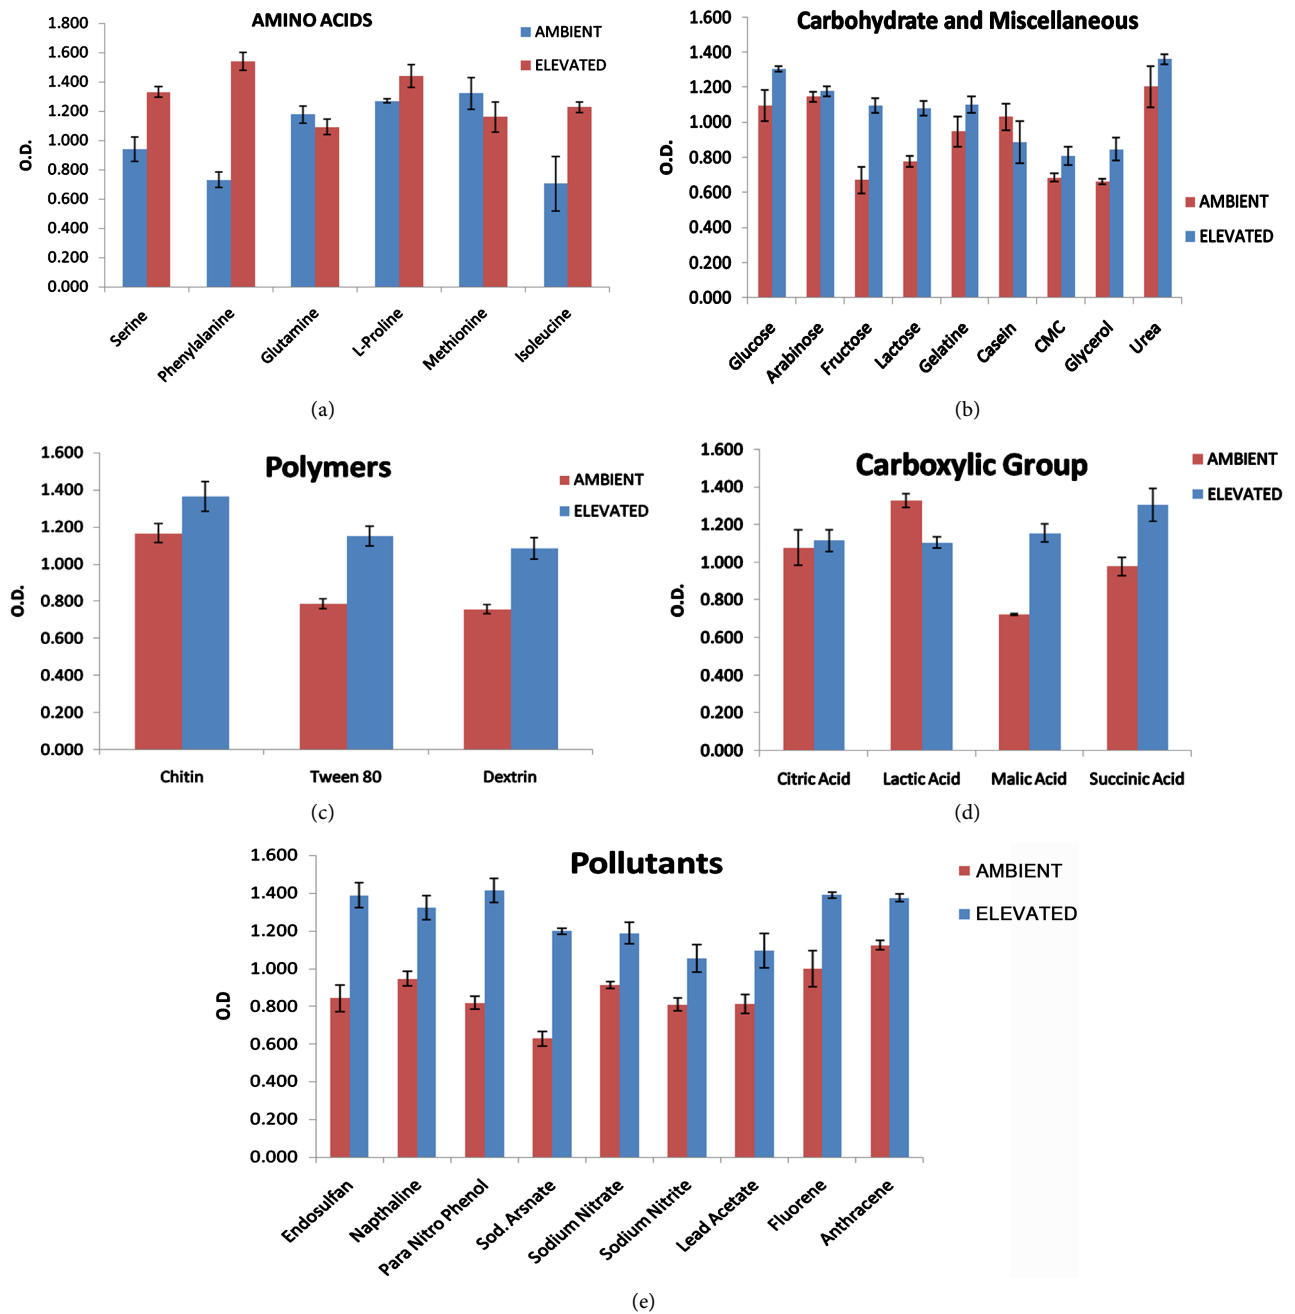 AMINO ACIDS
AMBIENT
ELEVATED
O.D.
1.800
1.600
1.400
1.200
1.000
0.800
0.600
0.400
0.200
0.000
Serine
Phenylalanine
Glutamine
L-Proline
Methionine
Isoleucine
(a)
Carbohydrate and Miscellaneous
AMBIENT
ELEVATED
O.D.
1.600
1.400
1.200
1.000
0.800
0.600
0.400
0.200
0.000
Glucose
Arabinose
Fructose
Lactose
Gelatine
Casein
CMC
Glycerol
Urea
(b)
Polymers
AMBIENT
ELEVATED
O.D.
1.600
1.400
1.200
1.000
0.800
0.600
0.400
0.200
0.000
Chitin
Tween 80
Dextrin
(c)
Carboxylic Group
AMBIENT
ELEVATED
O.D.
1.600
1.400
1.200
1.000
0.800
0.600
0.400
0.200
0.000
Citric Acid
Lactic Acid
Malic Acid
Succinic Acid
(d)
Pollutants
AMBIENT
ELEVATED
O.D
1.600
1.400
1.200
1.000
0.800
0.600
0.400
0.200
0.000
Endosulfan
Napthaline
Para Nitro Phenol
Sod. Arsnate
Sodium Nitrate
Sodium Nitrite
Lead Acetate
Fluorene
Anthracene
(e)